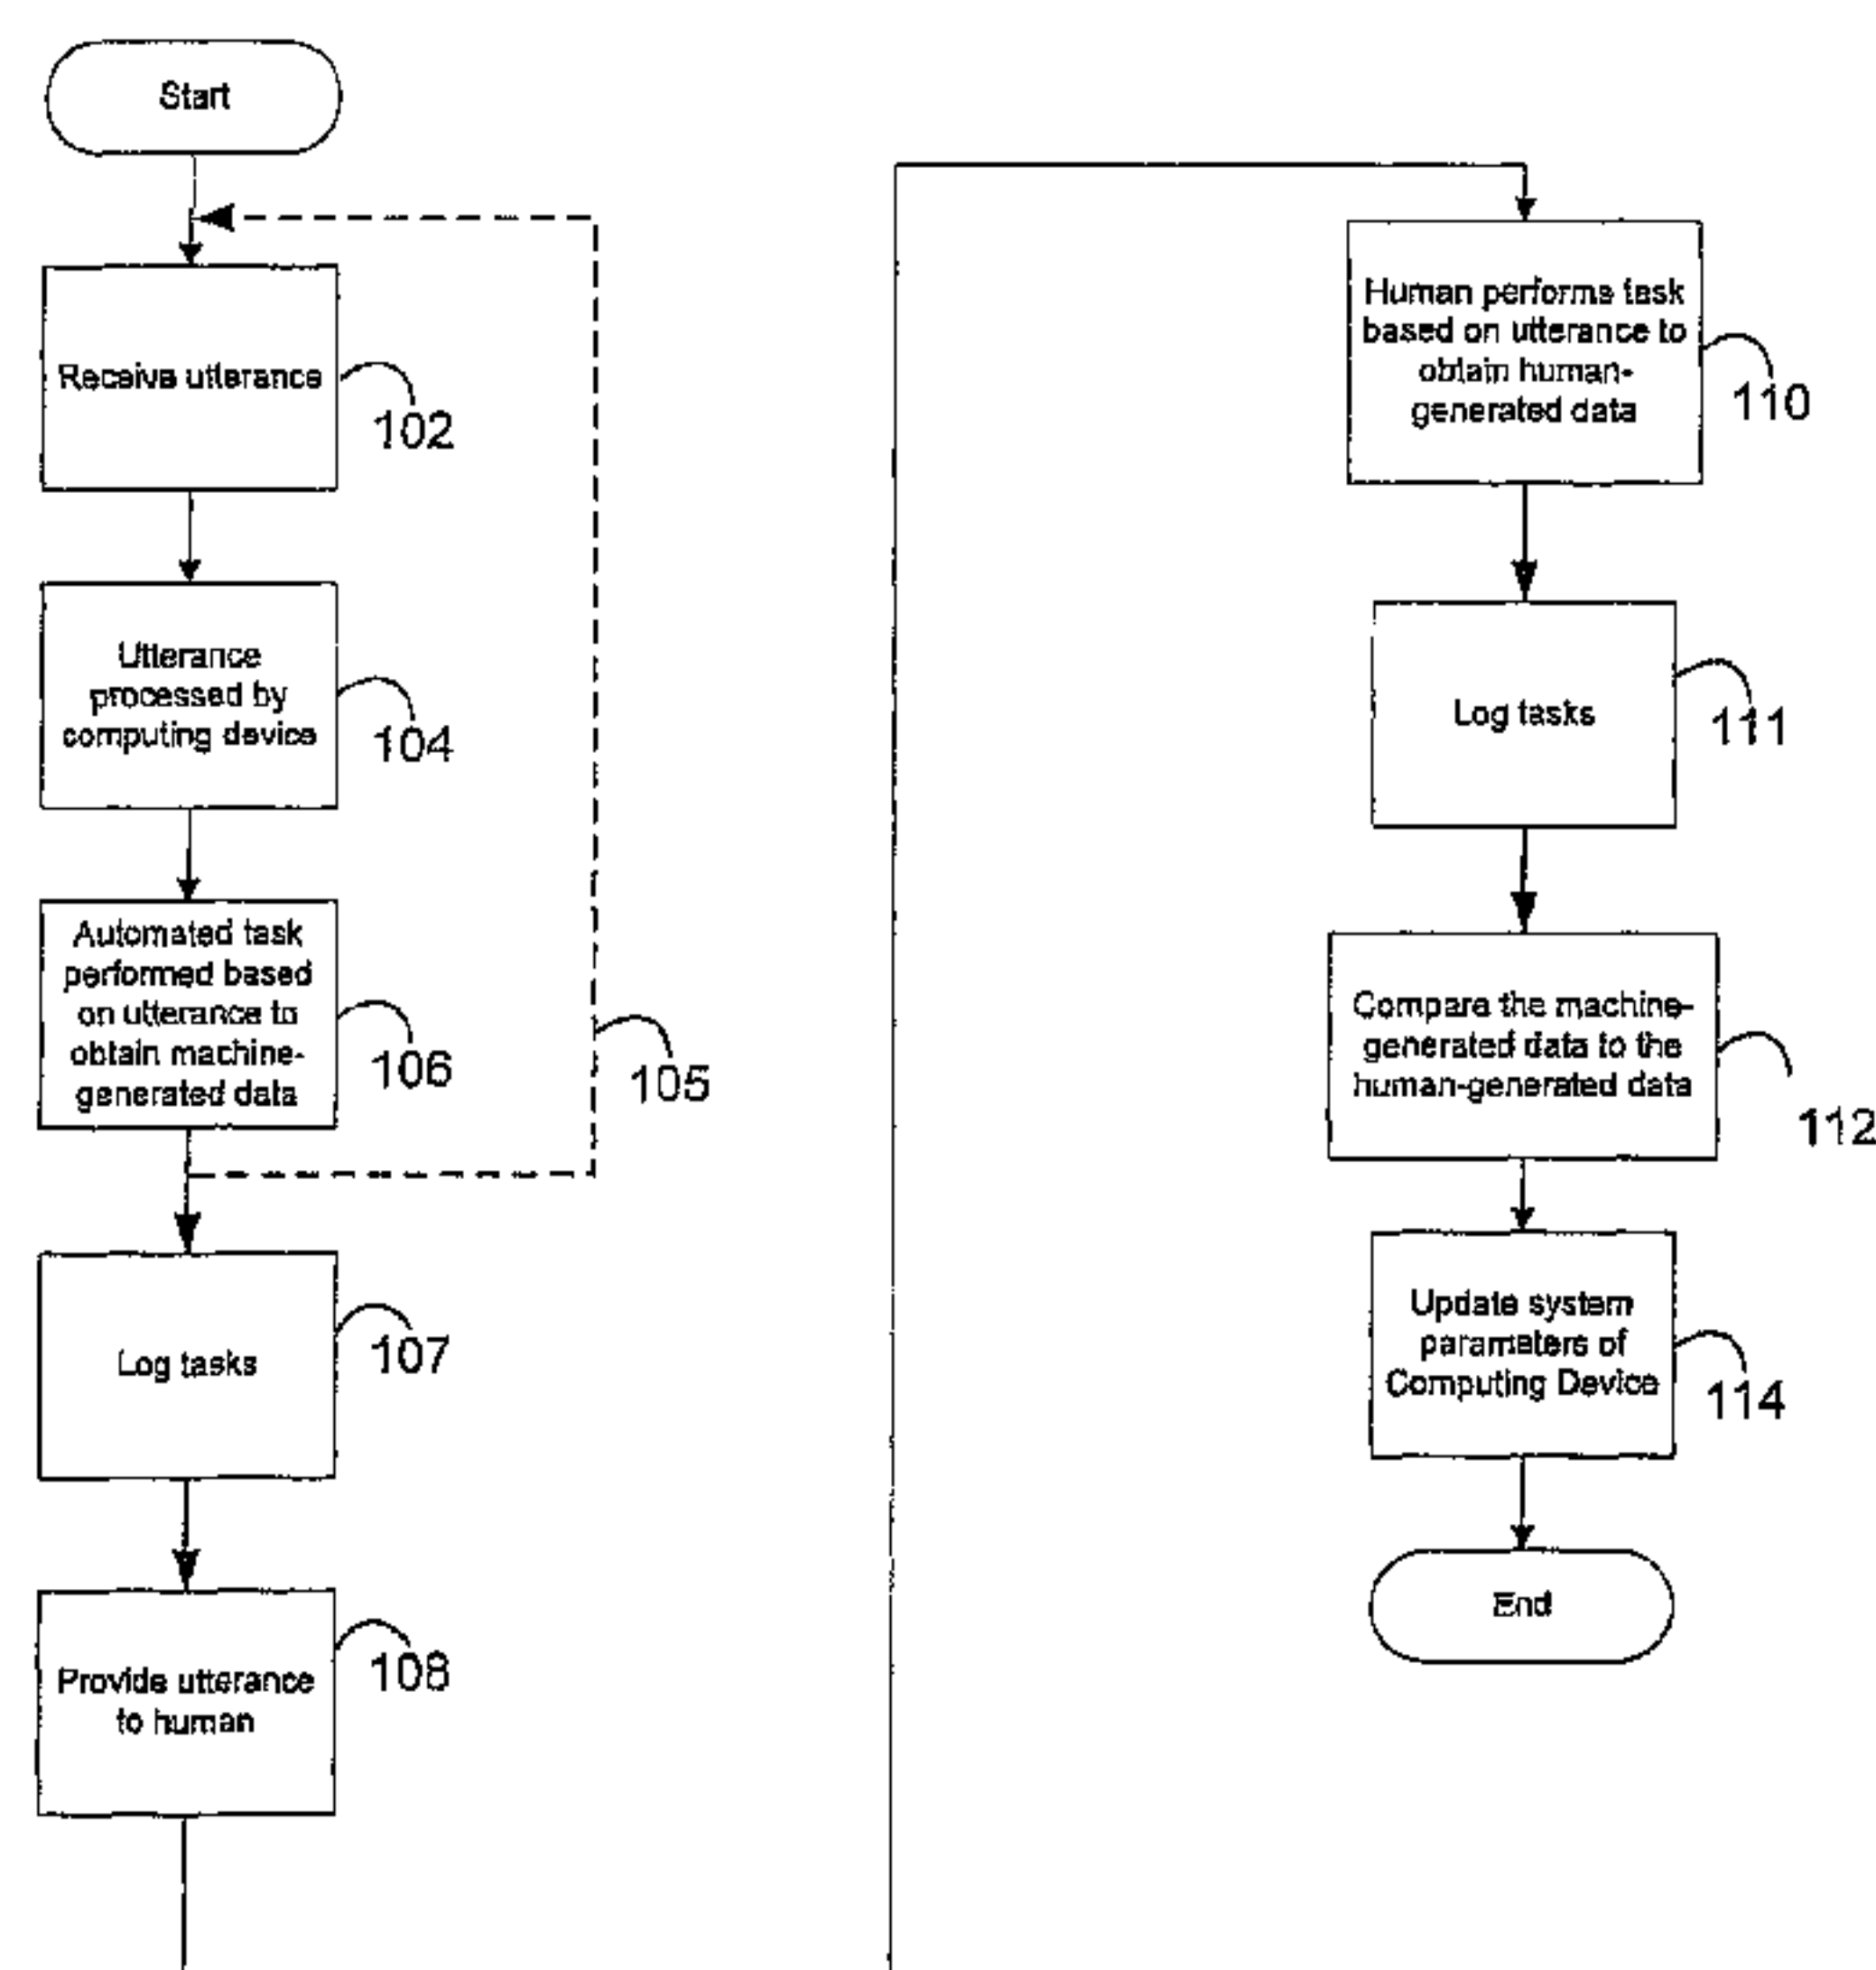 Start
Receive utterance
102
Utterance
processed by
computing device
104
Automated task
performed based
on utterance to
obtain machine-
generated data
106
105
Log tasks
107
Provide utterance
to human
108
Human performs task
based on utterance to
obtain human-
generated data
110
Log tasks
111
Compare the machine-
generated data to the
human-generated data
112
Update system
parameters of
Computing Device
114
End